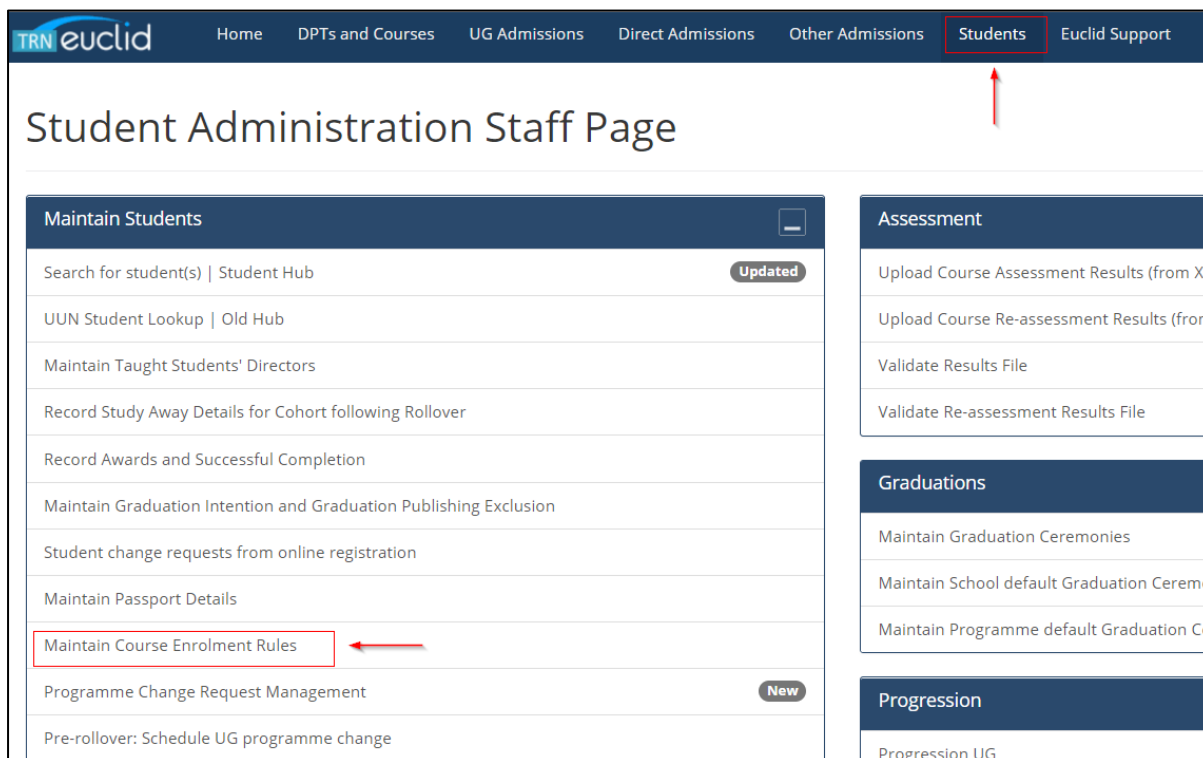 TRN euclid Home DPTs and Courses UG Admissions Direct Admissions Other Admissions Students Euclid Support
Student Administration Staff Page
Maintain Students
Search for student(s) | Student Hub Updated
UUN Student Lookup | Old Hub
Maintain Taught Students' Directors
Record Study Away Details for Cohort following Rollover
Record Awards and Successful Completion
Maintain Graduation Intention and Graduation Publishing Exclusion
Student change requests from online registration
Maintain Passport Details
Maintain Course Enrolment Rules
Programme Change Request Management New
Pre-rollover: Schedule UG programme change
Assessment
Upload Course Assessment Results (from X
Upload Course Re-assessment Results (from
Validate Results File
Validate Re-assessment Results File
Graduations
Maintain Graduation Ceremonies
Maintain School default Graduation Cerem
Maintain Programme default Graduation C
Progression
Progression UG